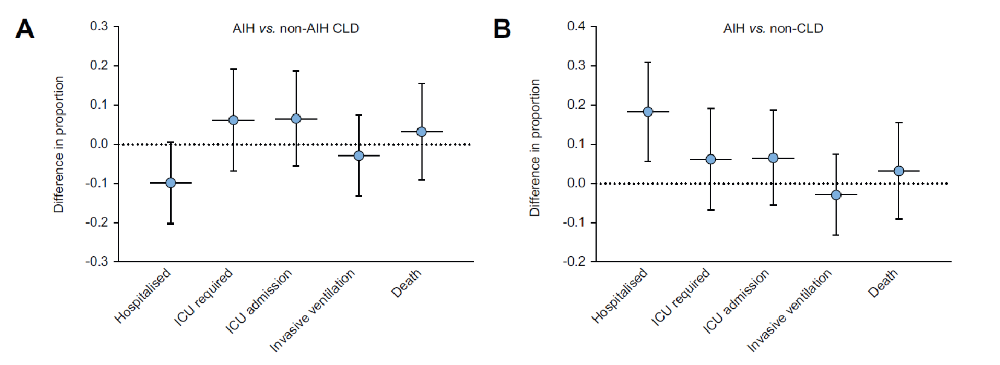 A
AIH vs. non-AIH CLD
Difference in proportion
0.3
0.2
0.1
0.0
-0.1
-0.2
-0.3
Hospitalised
ICU required
ICU admission
Invasive ventilation
Death
B
AIH vs. non-CLD
Difference in proportion
0.4
0.3
0.2
0.1
0.0
-0.1
-0.2
Hospitalised
ICU required
ICU admission
Invasive ventilation
Death